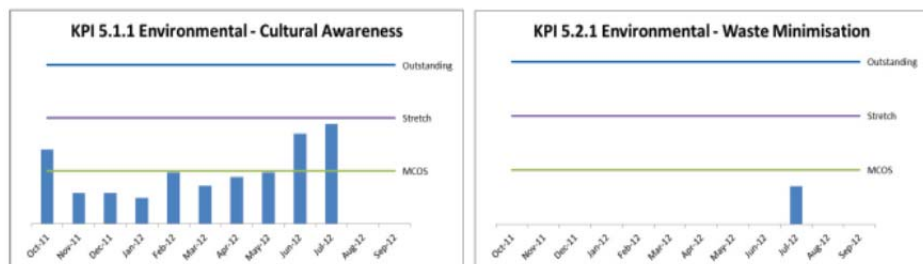 KPI 5.1.1 Environmental - Cultural Awareness
Outstanding
Stretch
MCOS
Oct-11 Nov-11 Dec-11 Jan-12 Feb-12 Mar-12 Apr-12 May-12 Jun-12 Jul-12 Aug-12 Sep-12
KPI 5.2.1 Environmental - Waste Minimisation
Outstanding
Stretch
MCOS
Oct-11 Nov-11 Dec-11 Jan-12 Feb-12 Mar-12 Apr-12 May-12 Jun-12 Jul-12 Aug-12 Sep-12